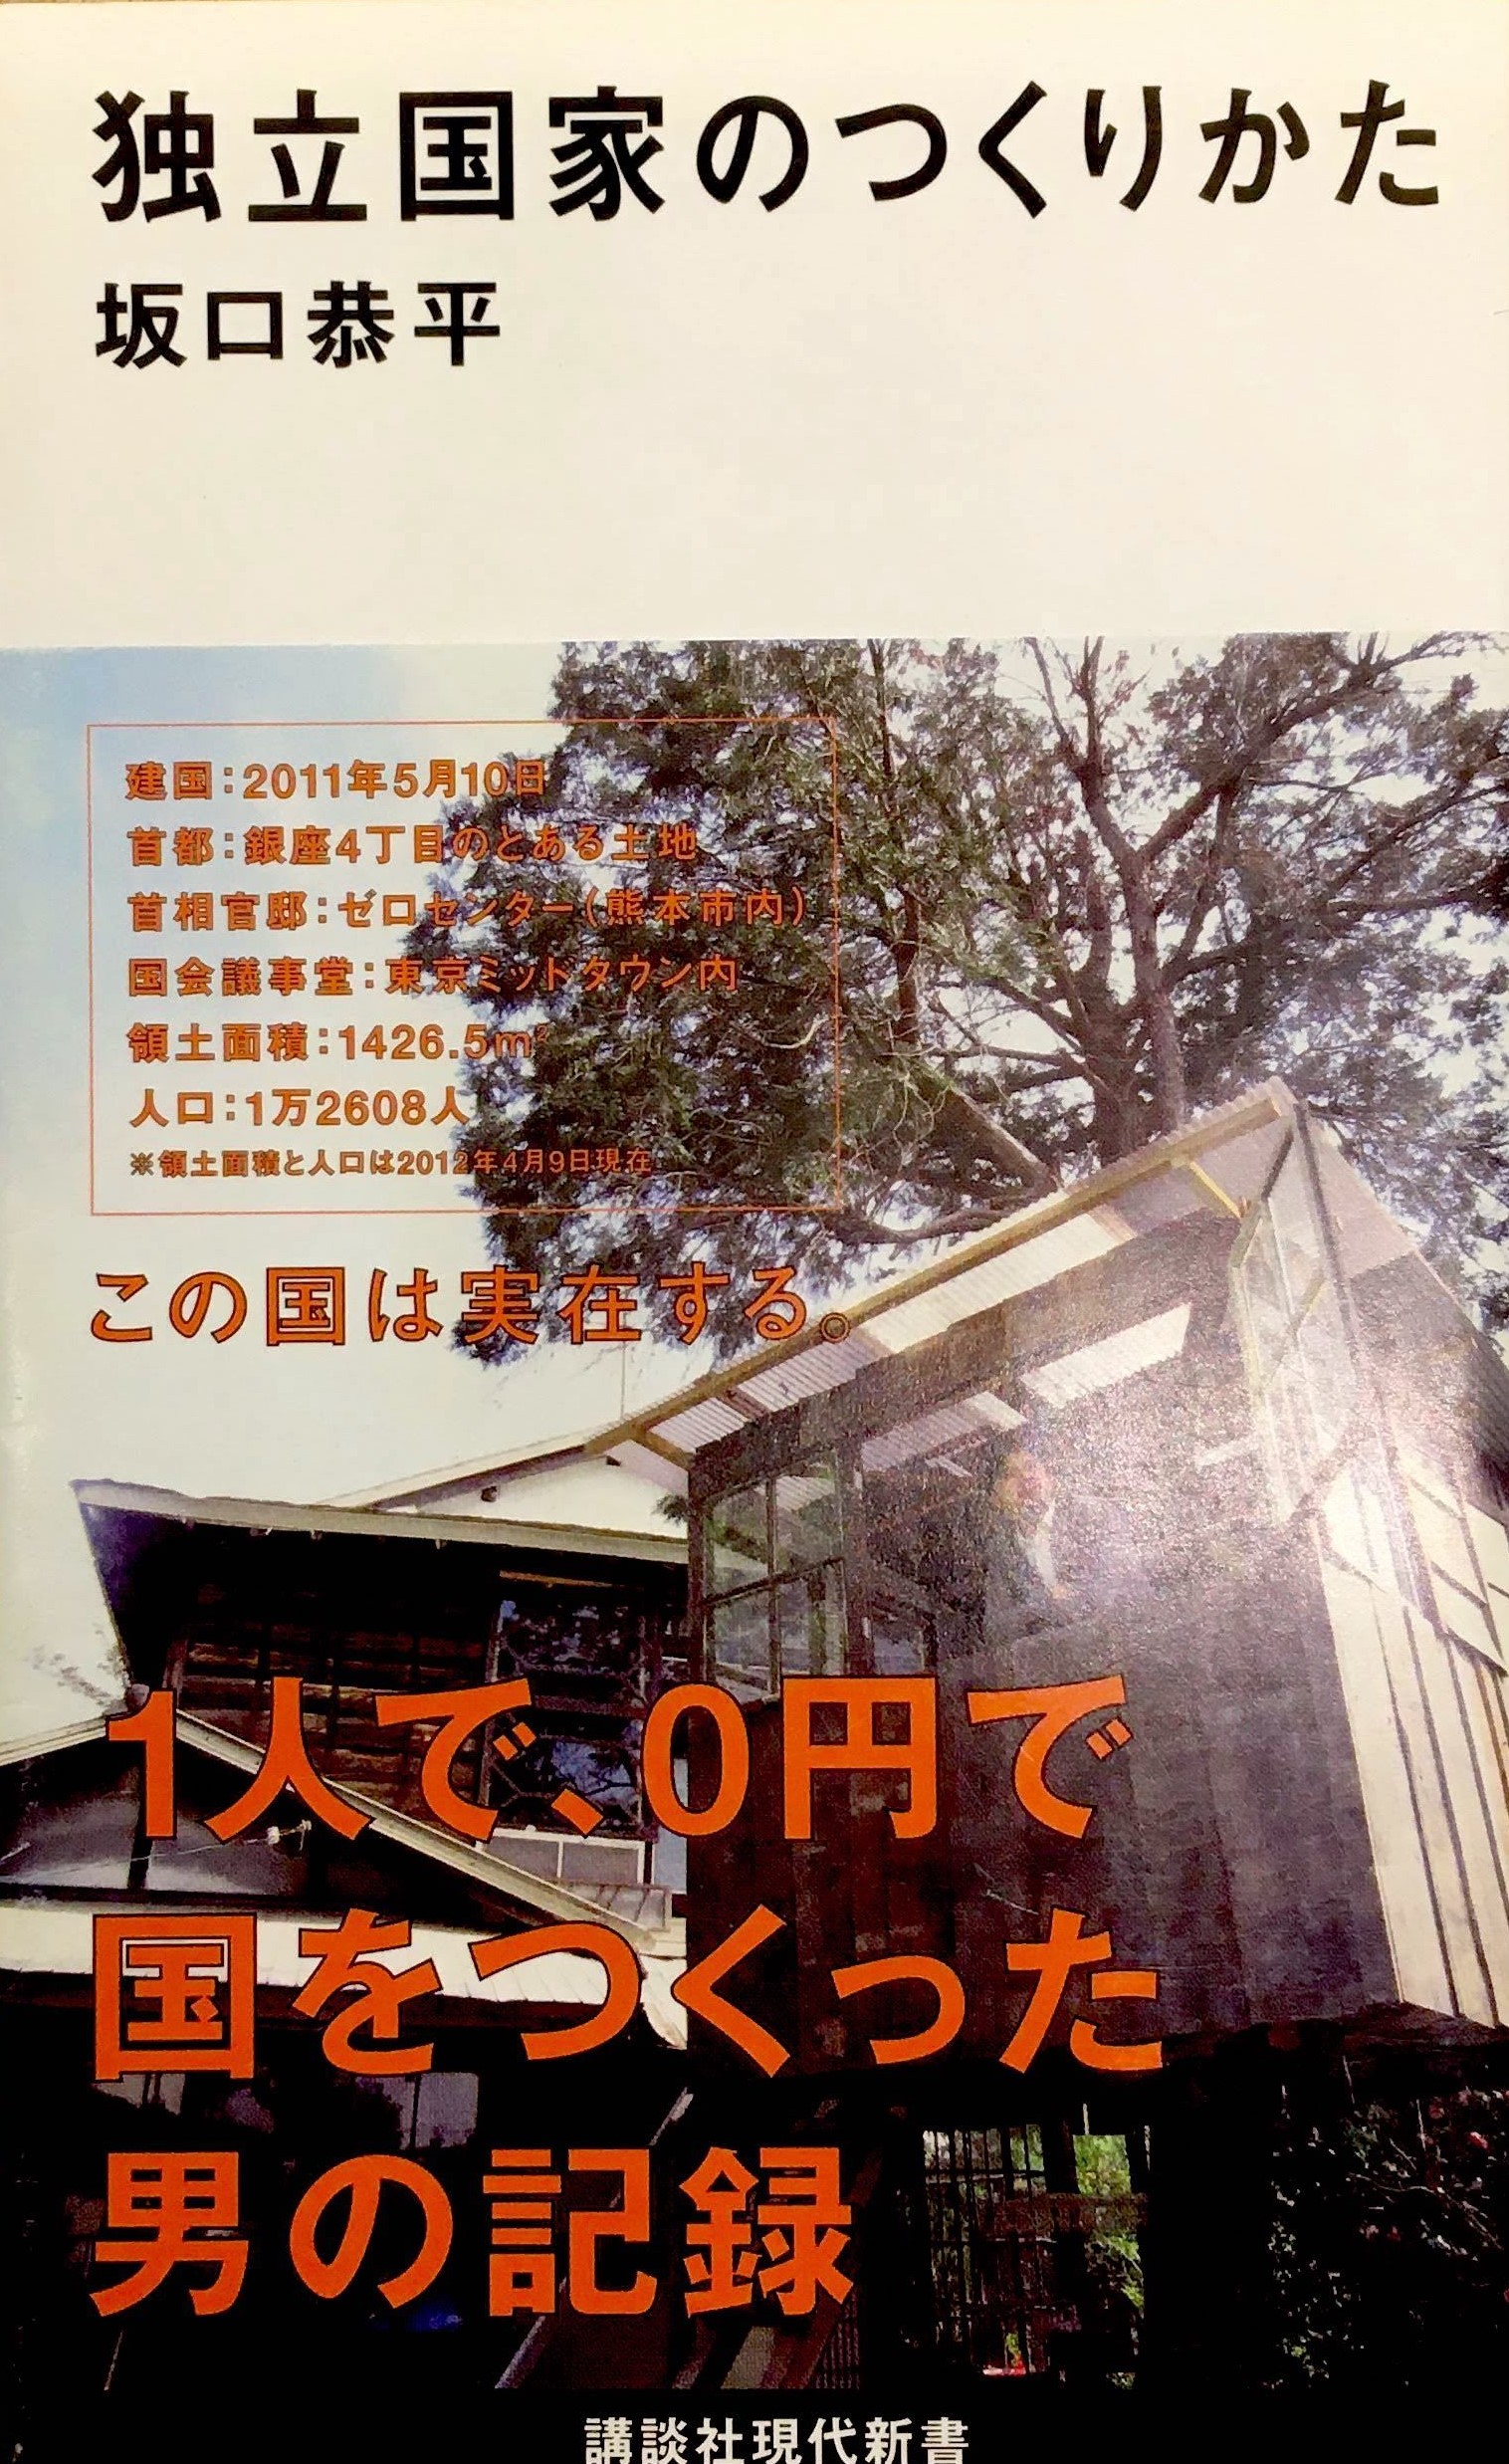 独立国家のつくりかた
坂口恭平
建国：2011年5月10日
首都：銀座4丁目のとある土地
首相官邸：ゼロセンター（熊本市内）
国会議事堂：東京ミッドタウン内
領土面積：1426.5m²
人口：1万2608人
※領土面積と人口は2012年4月9日現在
この国は実在する。
1人で、0円で
国をつくった
男の記録
講談社現代新書